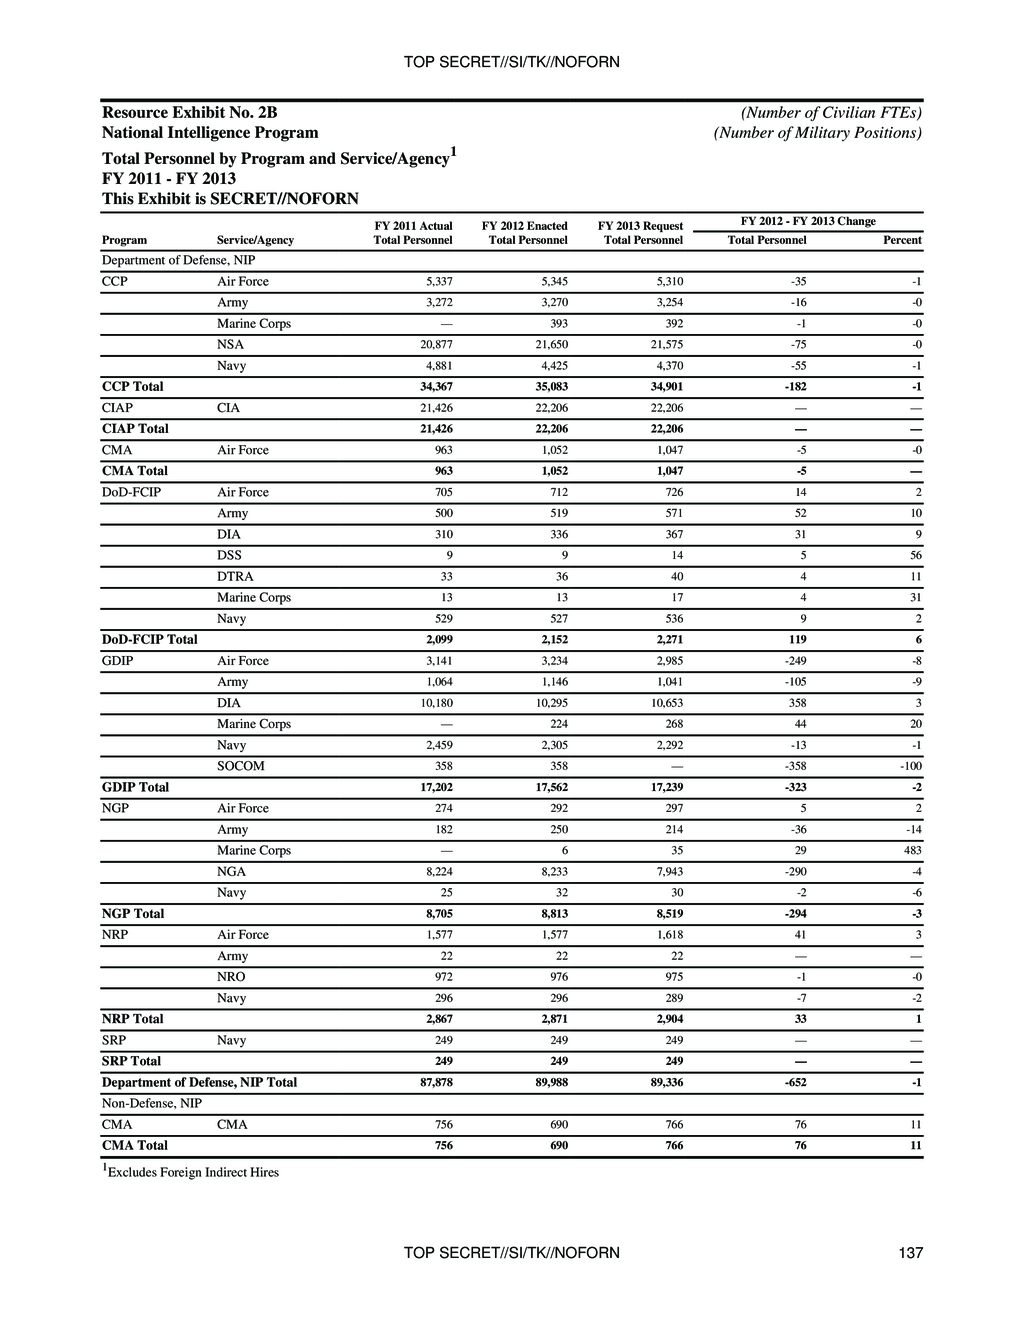 TOP SECRET//SI/TK//NOFORN
Resource Exhibit No. 2B (Number of Civilian FTEs)
National Intelligence Program (Number of Military Positions)
Total Personnel by Program and Service/Agency1
FY 2011 - FY 2013
This Exhibit is SECRET//NOFORN
FY 2011 Actual FY 2012 Enacted FY 2013 Request FY 2012 - FY 2013 Change
Program Service/Agency Total Personnel Total Personnel Total Personnel Total Personnel Percent
Department of Defense, NIP
CCP Air Force 5,337 5,345 5,310 -35 -1
Army 3,272 3,270 3,254 -16 -0
Marine Corps — 393 392 -1 -0
NSA 20,877 21,650 21,575 -75 -0
Navy 4,881 4,425 4,370 -55 -1
CCP Total 34,367 35,083 34,901 -182 -1
CIAP CIA 21,426 22,206 22,206 — —
CIAP Total 21,426 22,206 22,206 — —
CMA Air Force 963 1,052 1,047 -5 -0
CMA Total 963 1,052 1,047 -5 —
DoD-FCIP Air Force 705 712 726 14 2
Army 500 519 571 52 10
DIA 310 336 367 31 9
DSS 9 9 14 5 56
DTRA 33 36 40 4 11
Marine Corps 13 13 17 4 31
Navy 529 527 536 9 2
DoD-FCIP Total 2,099 2,152 2,271 119 6
GDIP Air Force 3,141 3,234 2,985 -249 -8
Army 1,064 1,146 1,041 -105 -9
DIA 10,180 10,295 10,653 358 3
Marine Corps — 224 268 44 20
Navy 2,459 2,305 2,292 -13 -1
SOCOM 358 358 — -358 -100
GDIP Total 17,202 17,562 17,239 -323 -2
NGP Air Force 274 292 297 5 2
Army 182 250 214 -36 -14
Marine Corps — 6 35 29 483
NGA 8,224 8,233 7,943 -290 -4
Navy 25 32 30 -2 -6
NGP Total 8,705 8,813 8,519 -294 -3
NRP Air Force 1,577 1,577 1,618 41 3
Army 22 22 22 — —
NRO 972 976 975 -1 -0
Navy 296 296 289 -7 -2
NRP Total 2,867 2,871 2,904 33 1
SRP Navy 249 249 249 — —
SRP Total 249 249 249 — —
Department of Defense, NIP Total 87,878 89,988 89,336 -652 -1
Non-Defense, NIP
CMA CMA 756 690 766 76 11
CMA Total 756 690 766 76 11
1Excludes Foreign Indirect Hires
TOP SECRET//SI/TK//NOFORN 137